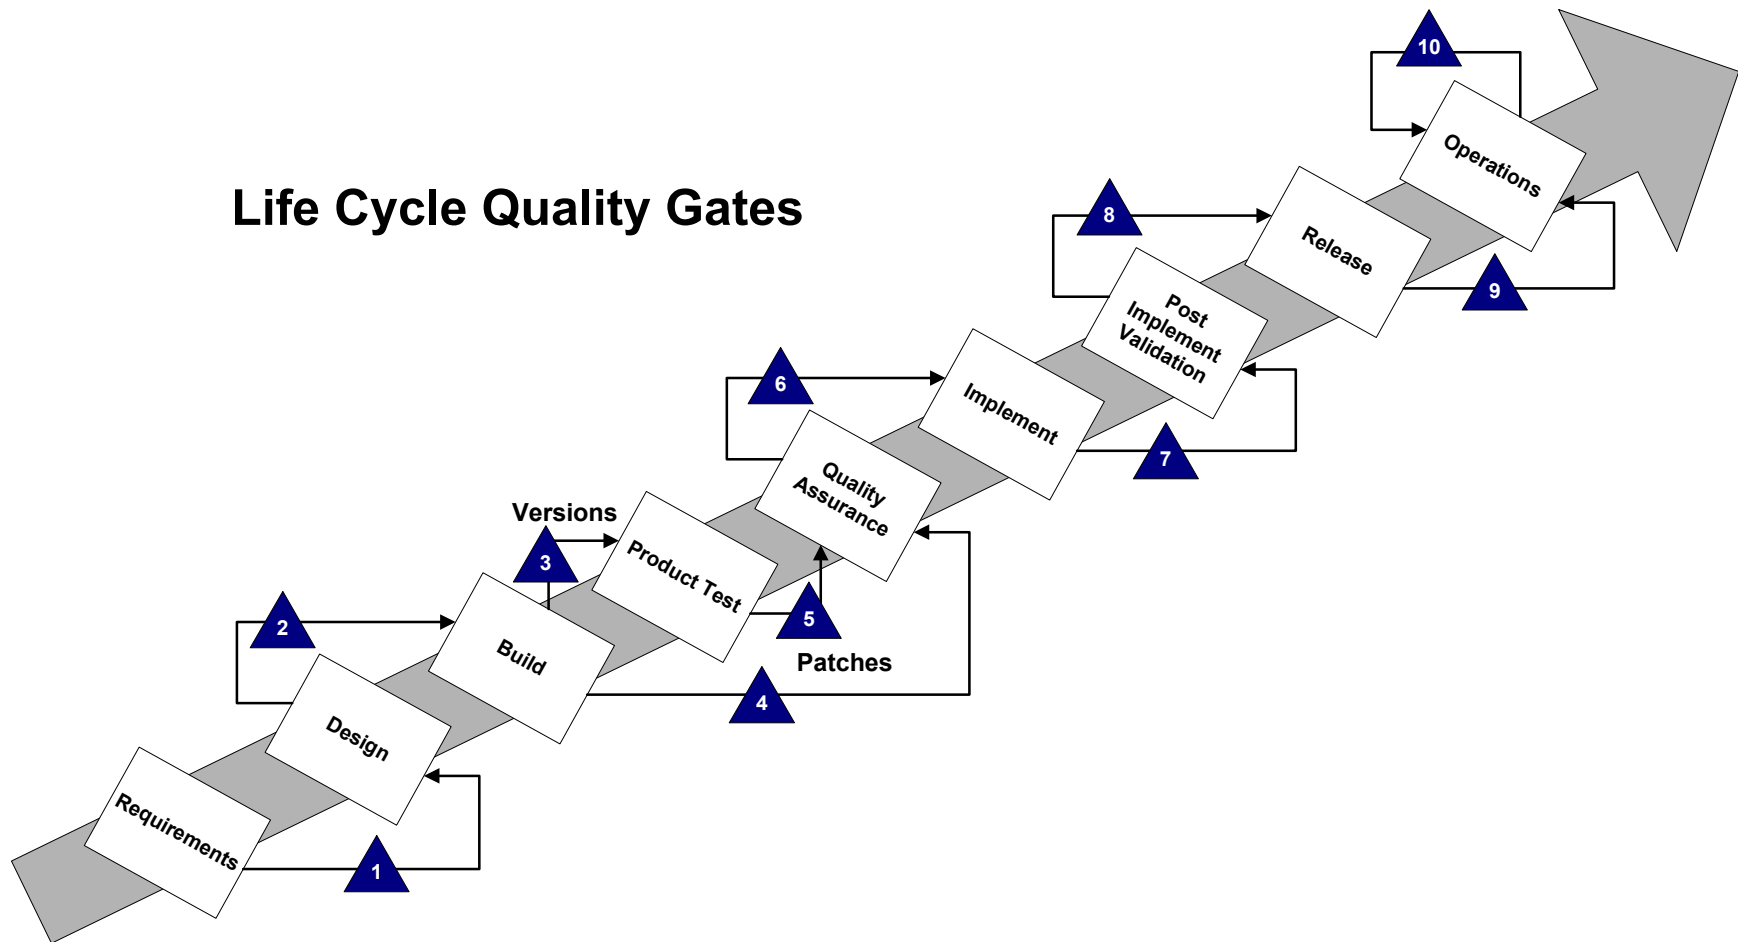 Life Cycle Quality Gates
10
Operations
8
Release
9
Post
Implement
Validation
6
Implement
7
Quality
Assurance
Versions
3
Product Test
5
Patches
2
Build
4
Design
Requirements
1